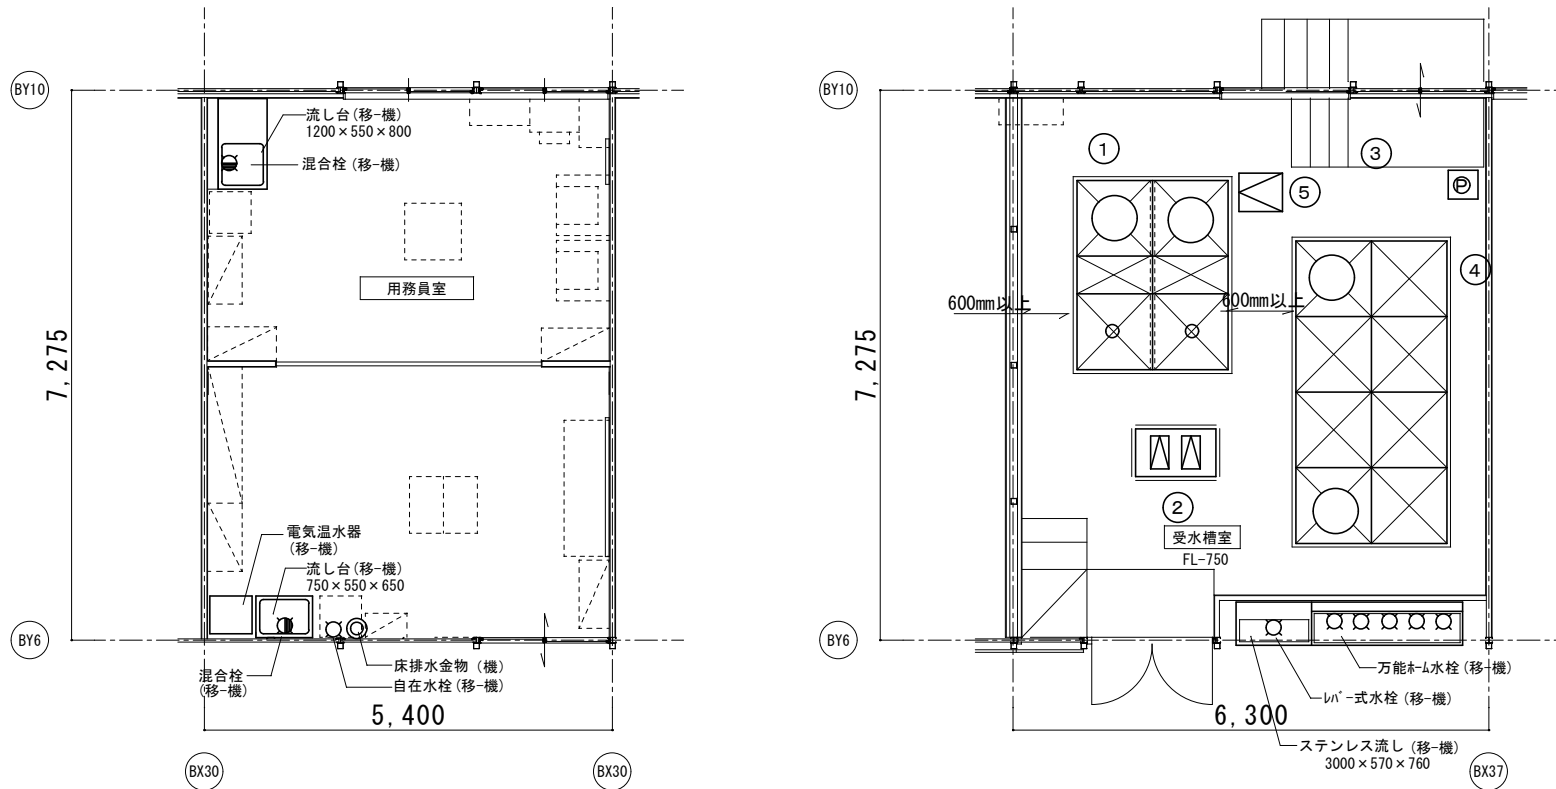 BY10
流し台(移-機)
1200×550×800
混合栓(移-機)
用務員室
7,275
電気温水器
(移-機)
流し台(移-機)
750×550×650
BY6
混合栓
(移-機)
床排水金物 (機)
自在水栓(移-機)
5,400
BX30
BX30
BY10
①
③
⑤
P
④
600mm以上
600mm以上
7,275
②
受水槽室
FL-750
BY6
万能ホーム水栓(移-機)
レバー式水栓(移-機)
6,300
ステンレス流し(移-機)
3000×570×760
BX37